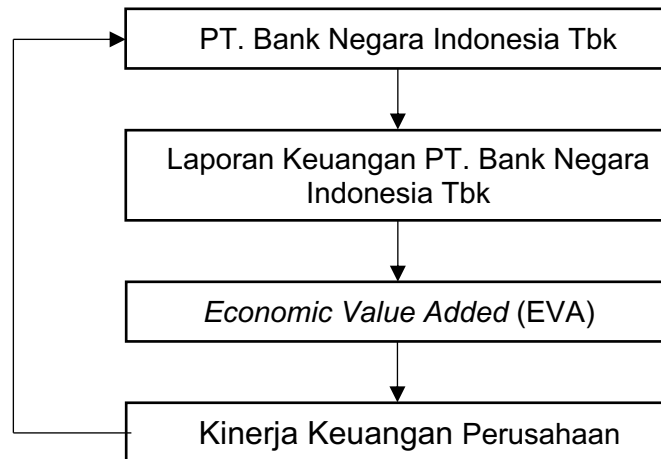 PT. Bank Negara Indonesia Tbk
Laporan Keuangan PT. Bank Negara
Indonesia Tbk
Economic Value Added (EVA)
Kinerja Keuangan Perusahaan